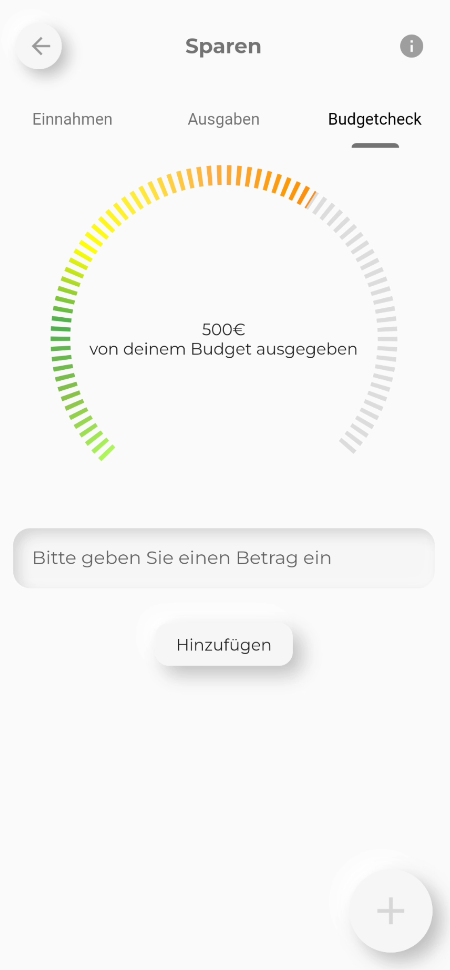 Sparen
Einnahmen
Ausgaben
Budgetcheck
500€
von deinem Budget ausgegeben
Bitte geben Sie einen Betrag ein
Hinzufügen